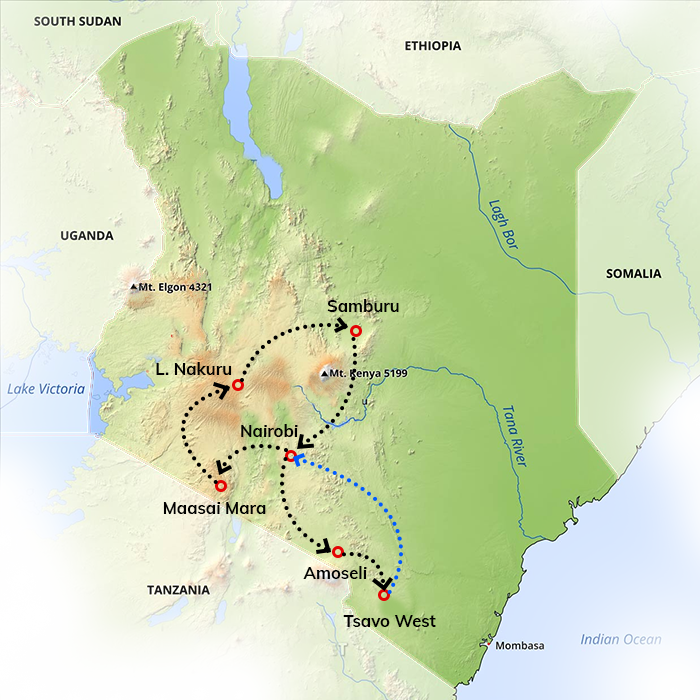 SOUTH SUDAN
ETHIOPIA
Lagh Bor
UGANDA
SOMALIA
Mt. Elgon 4321
Samburu
L. Nakuru
Mt. Kenya 5199
Lake Victoria
u
Tana River
Nairobi
Maasai Mara
Amoseli
TANZANIA
Tsavo West
Mombasa
Indian Ocean